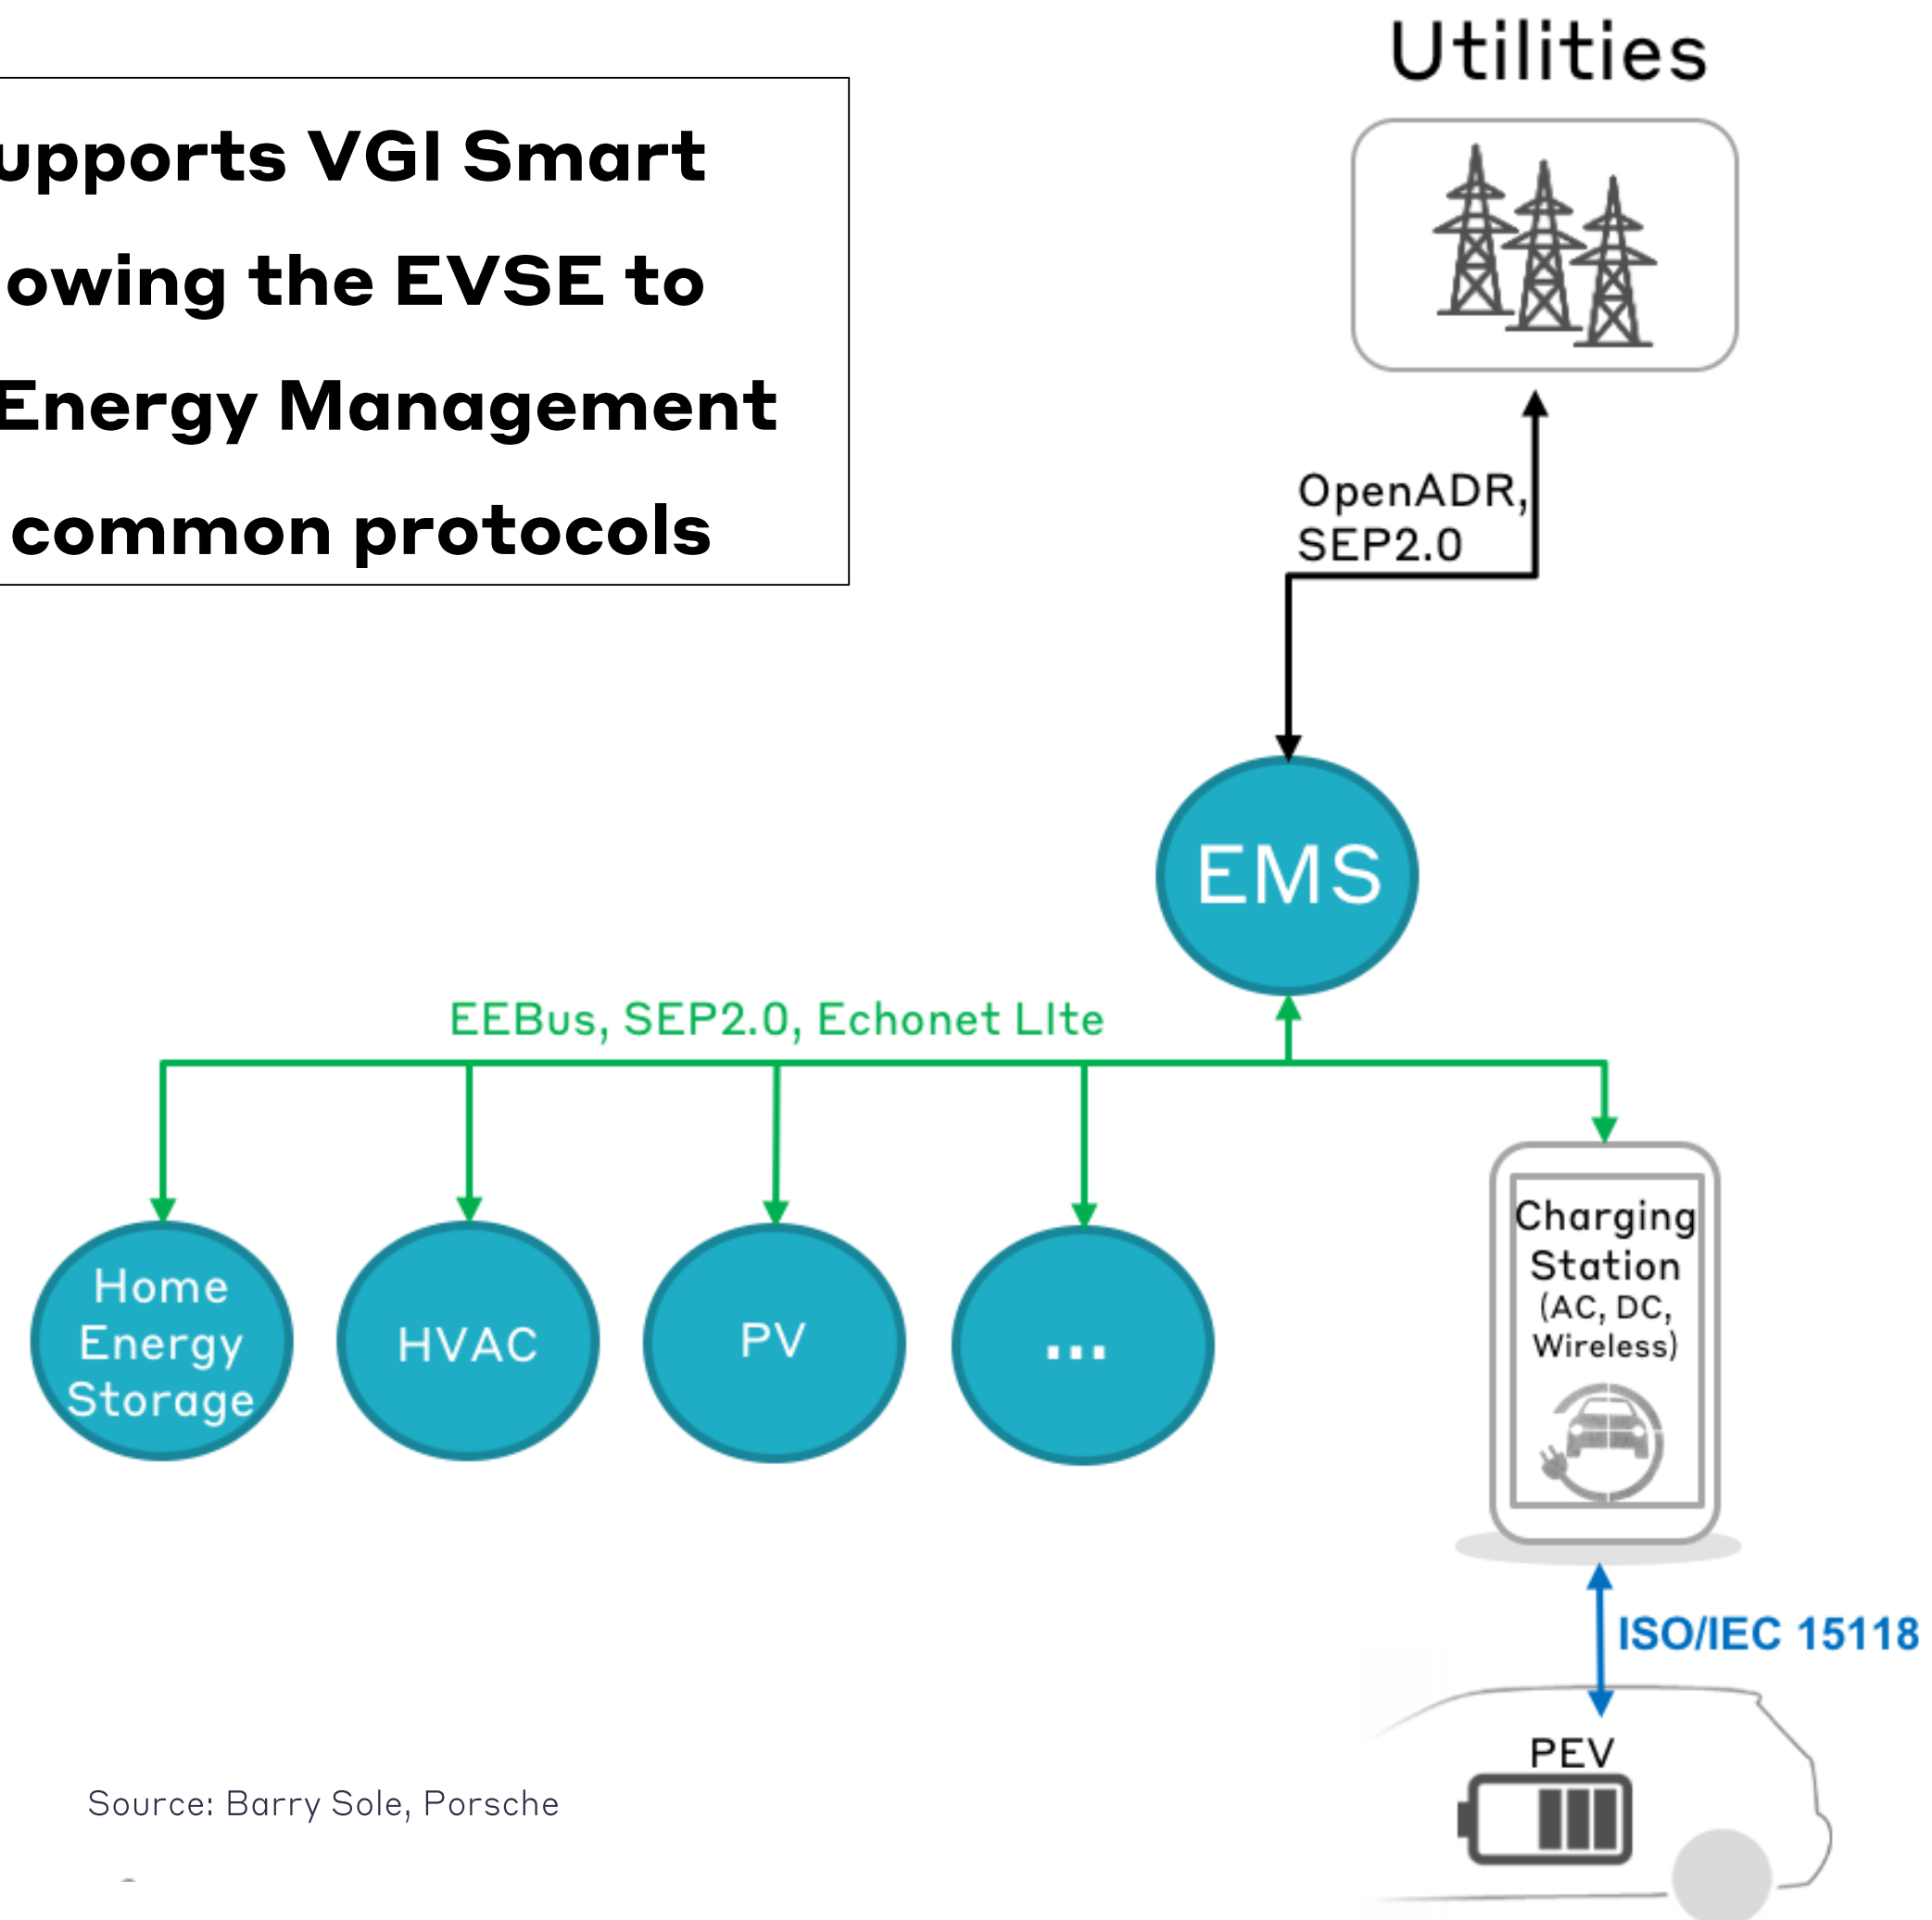 Utilities
upports VGI Smart
owing the EVSE to
Energy Management
common protocols
OpenADR,
SEP2.0
EMS
EEBus, SEP2.0, Echonet LIte
Home
Energy
Storage
HVAC
PV
...
Charging
Station
(AC, DC,
Wireless)
ISO/IEC 15118
PEV
Source: Barry Sole, Porsche